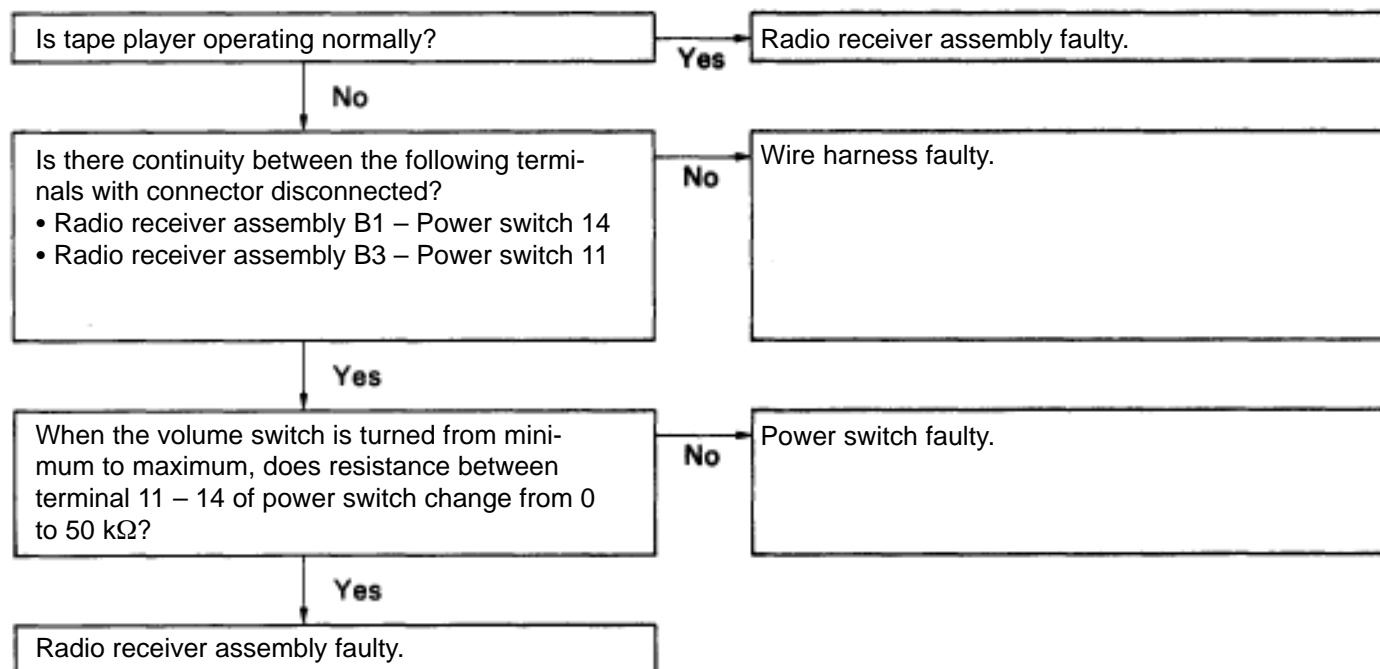 Is tape player operating normally?
Yes
Radio receiver assembly faulty.
No
Is there continuity between the following termi-
nals with connector disconnected?
• Radio receiver assembly B1 – Power switch 14
• Radio receiver assembly B3 – Power switch 11
No
Wire harness faulty.
Yes
When the volume switch is turned from mini-
mum to maximum, does resistance between
terminal 11 – 14 of power switch change from 0
to 50 kΩ?
No
Power switch faulty.
Yes
Radio receiver assembly faulty.